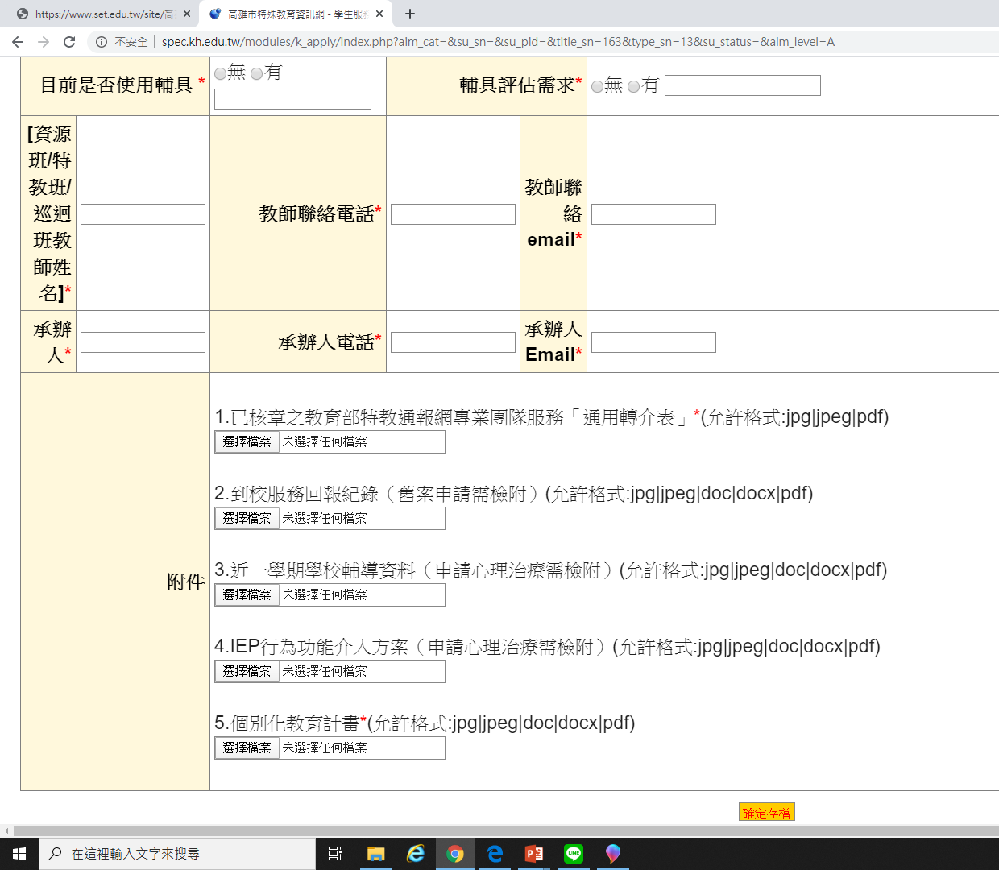 https://www.set.edu.tw/site/高
高雄市特殊教育資訊網 - 學生服務
不安全
spec.kh.edu.tw/modules/k_apply/index.php?aim_cat=&su_sn=&su_pid=&title_sn=163&type_sn=13&su_status=&aim_level=A
目前是否使用輔具 * 無 有
輔具評估需求* 無 有
[資源
班/特
教班/
巡迴
班教
師姓
名]*
教師聯絡電話*
教師聯
絡
email*
承辦
人*
承辦人電話*
承辦人
Email*
附件
1.已核章之教育部特教通報網專業團隊服務「通用轉介表」*(允許格式:jpg|jpeg|pdf)
選擇檔案 未選擇任何檔案
2.到校服務回報紀錄（舊案申請需檢附）(允許格式:jpg|jpeg|doc|docx|pdf)
選擇檔案 未選擇任何檔案
3.近一學期學校輔導資料（申請心理治療需檢附）(允許格式:jpg|jpeg|doc|docx|pdf)
選擇檔案 未選擇任何檔案
4.IEP行為功能介入方案（申請心理治療需檢附）(允許格式:jpg|jpeg|doc|docx|pdf)
選擇檔案 未選擇任何檔案
5.個別化教育計畫*(允許格式:jpg|jpeg|doc|docx|pdf)
選擇檔案 未選擇任何檔案
確定存檔
在這裡輸入文字來搜尋
LINE